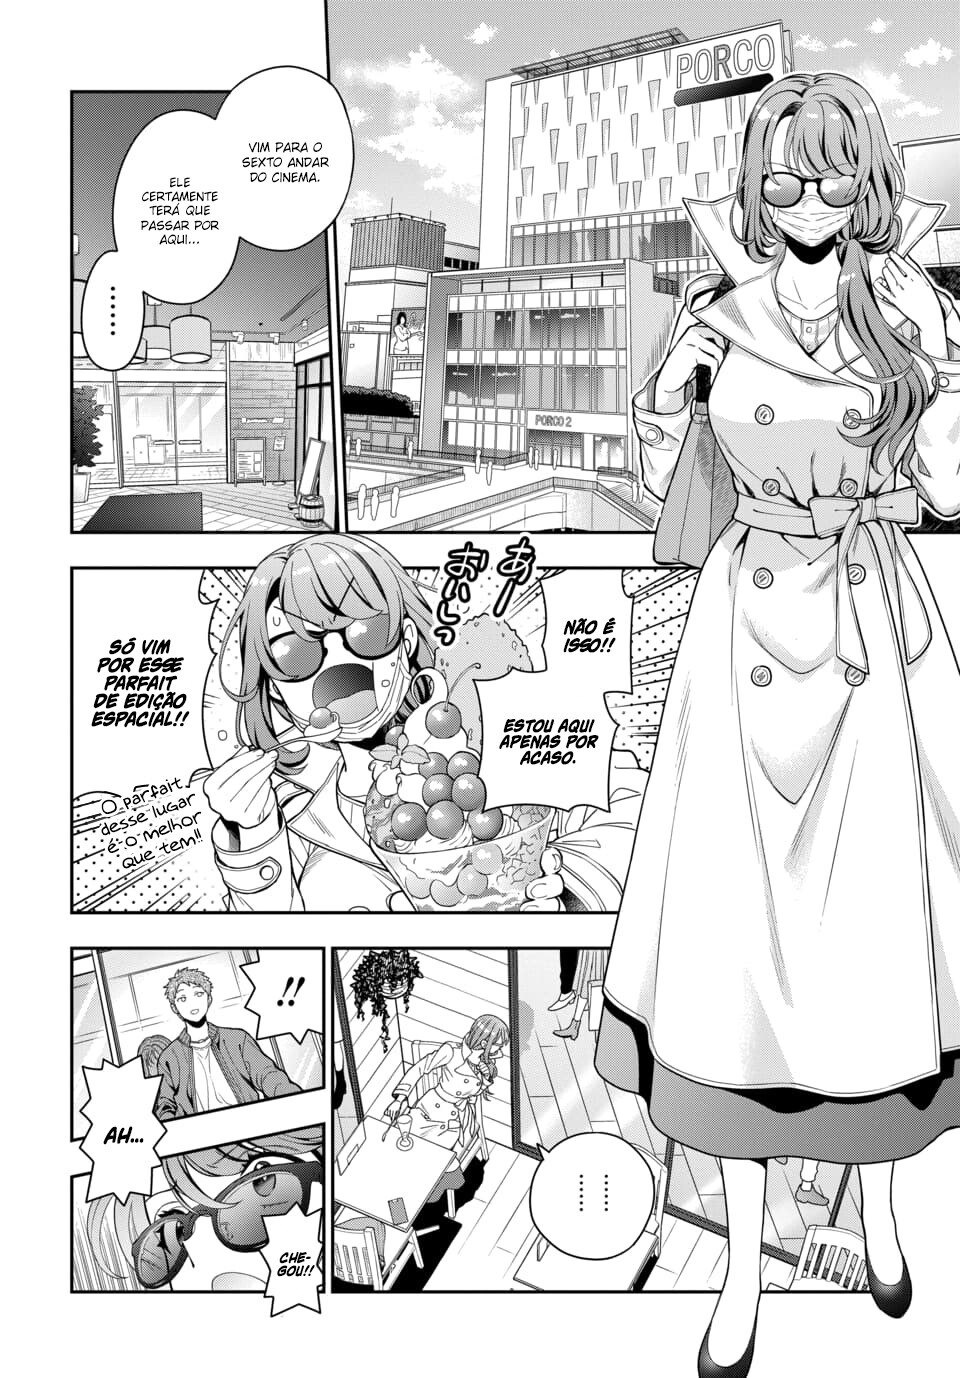 PORCO
PORCO 2
VIM PARA O
SEXTO ANDAR
DO CINEMA.
ELE
CERTAMENTE
TERÁ QUE
PASSAR POR
AQUI...
......
あー
おいしっ
NÃO É
ISSO!!
ESTOU AQUI
APENAS POR
ACASO.
SÓ VIM
POR ESSE
PARFAIT
DE EDIÇÃO
ESPACIAL!!
O parfait
desse lugar
é o melhor
que tem!!
......
!!
AH...
CHE-
GOU!!